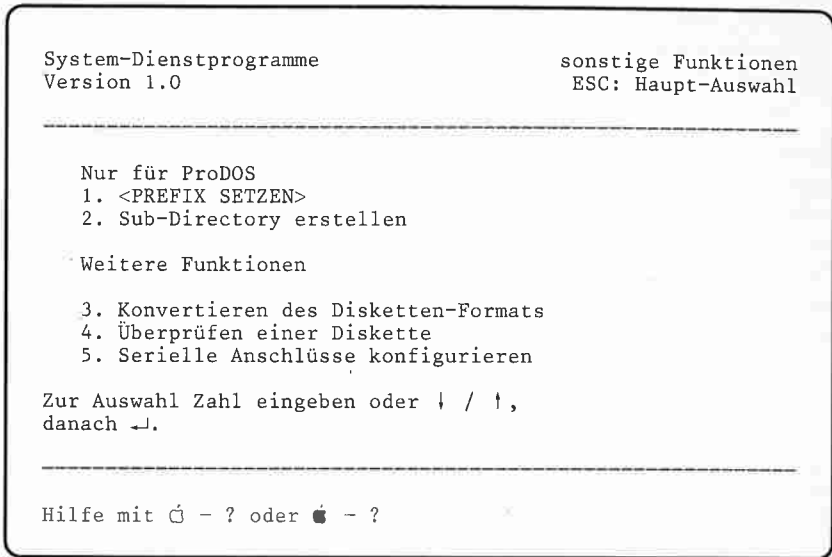 System-Dienstprogramme sonstige Funktionen
Version 1.0 ESC: Haupt-Auswahl
Nur für ProDOS
1. <PREFIX SETZEN>
2. Sub-Directory erstellen
Weitere Funktionen
3. Konvertieren des Disketten-Formats
4. Überprüfen einer Diskette
5. Serielle Anschlüsse konfigurieren
Zur Auswahl Zahl eingeben oder ↓ / ↑,
danach ↵.
Hilfe mit  - ? oder  - ?